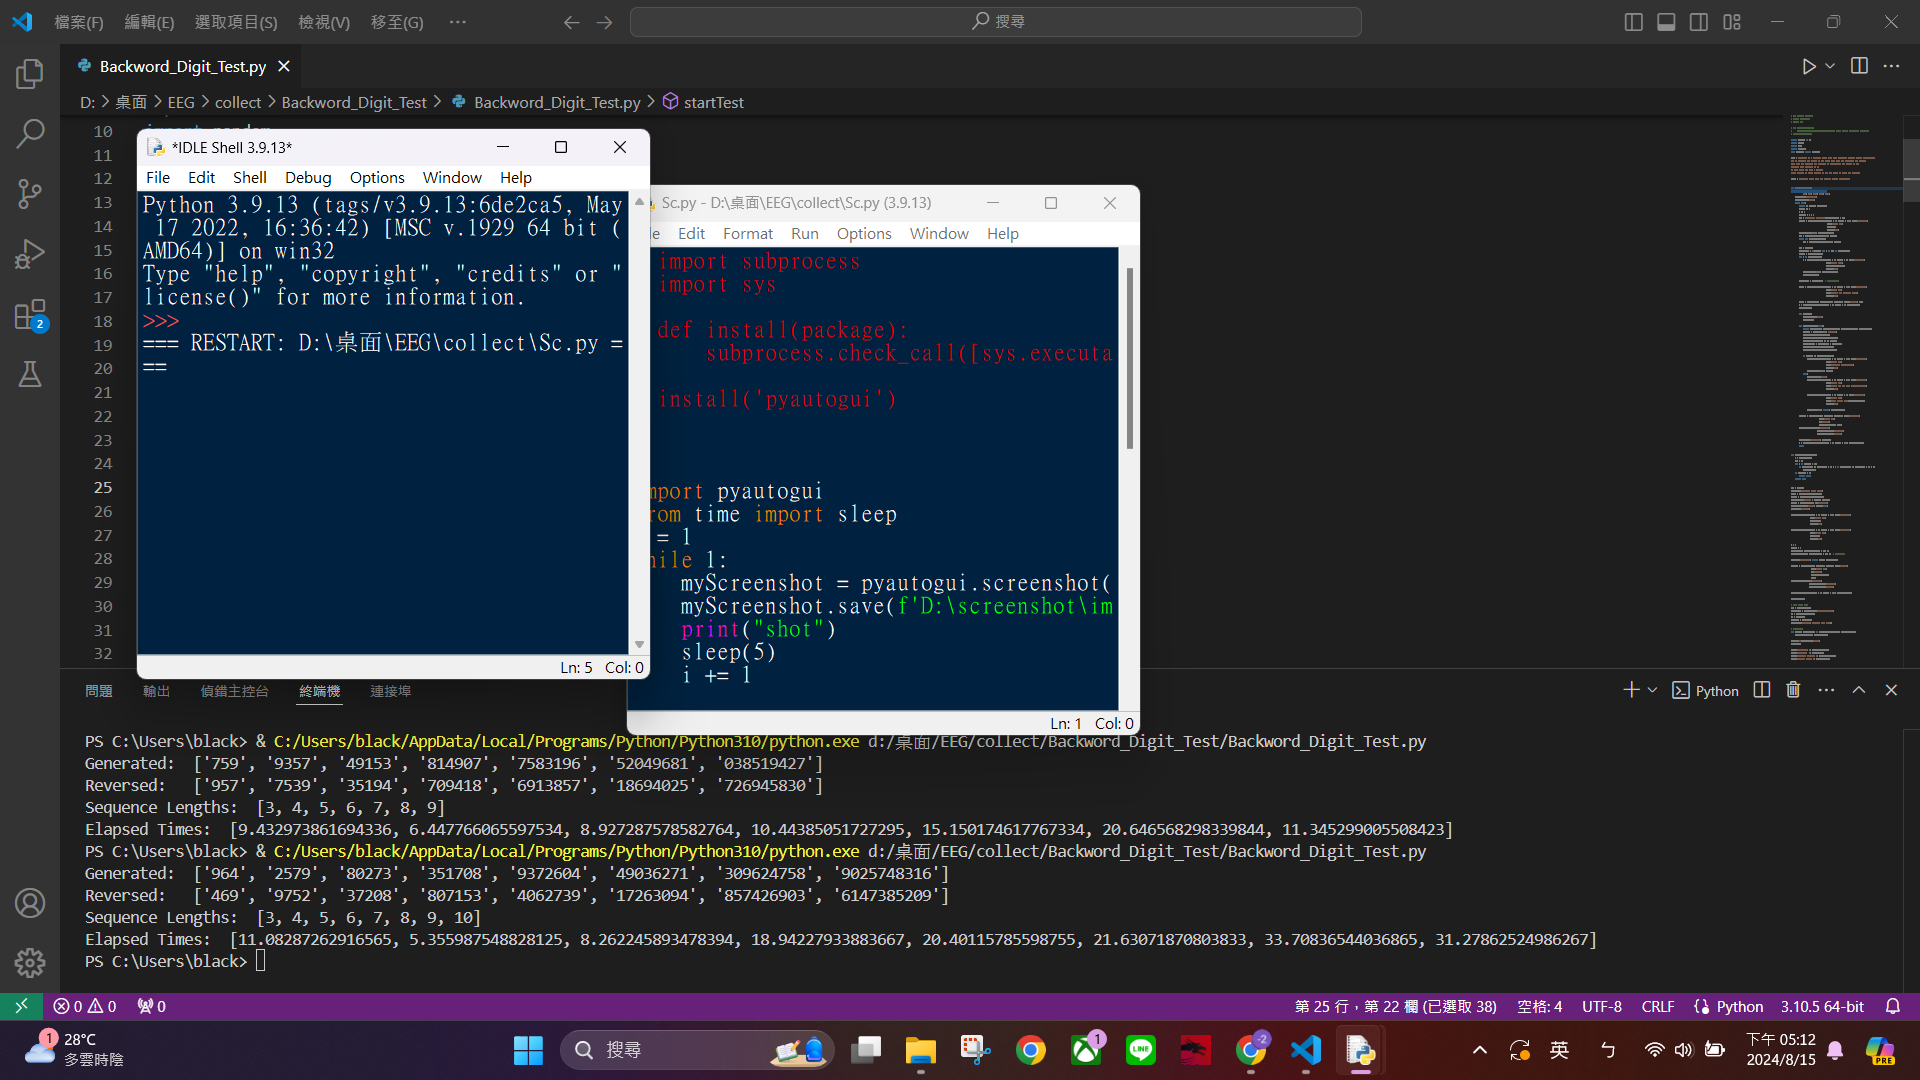 檔案(F) 編輯(E) 選取項目(S) 檢視(V) 移至(G) ··· 搜尋
Backword_Digit_Test.py
D: > 桌面 > EEG > collect > Backword_Digit_Test > Backword_Digit_Test.py > startTest
10
11
12
13
14
15
16
17
18
19
20
21
22
23
24
25
26
27
28
29
30
31
32
*IDLE Shell 3.9.13*
File Edit Shell Debug Options Window Help
Python 3.9.13 (tags/v3.9.13:6de2ca5, May
17 2022, 16:36:42) [MSC v.1929 64 bit (
AMD64)] on win32
Type "help", "copyright", "credits" or "
license()" for more information.
>>>
=== RESTART: D:\桌面\EEG\collect\Sc.py =
==
Ln: 5 Col: 0
Sc.py - D:\桌面\EEG\collect\Sc.py (3.9.13)
Edit Format Run Options Window Help
import subprocess
import sys
def install(package):
subprocess.check_call([sys.executa
install('pyautogui')
mport pyautogui
rom time import sleep
= 1
hile 1:
myScreenshot = pyautogui.screenshot(
myScreenshot.save(f'D:\screenshot\im
print("shot")
sleep(5)
i += 1
Ln: 1 Col: 0
問題 輸出 偵錯主控台 終端機 連接埠
Python
PS C:\Users\black> & C:/Users/black/AppData/Local/Programs/Python/Python310/python.exe d:/桌面/EEG/collect/Backword_Digit_Test/Backword_Digit_Test.py
Generated: ['759', '9357', '49153', '814907', '7583196', '52049681', '038519427']
Reversed: ['957', '7539', '35194', '709418', '6913857', '18694025', '726945830']
Sequence Lengths: [3, 4, 5, 6, 7, 8, 9]
Elapsed Times: [9.432973861694336, 6.447766065597534, 8.927287578582764, 10.44385051727295, 15.150174617767334, 20.646568298339844, 11.345299005508423]
PS C:\Users\black> & C:/Users/black/AppData/Local/Programs/Python/Python310/python.exe d:/桌面/EEG/collect/Backword_Digit_Test/Backword_Digit_Test.py
Generated: ['964', '2579', '80273', '351708', '9372604', '49036271', '309624758', '9025748316']
Reversed: ['469', '9752', '37208', '807153', '4062739', '17263094', '857426903', '6147385209']
Sequence Lengths: [3, 4, 5, 6, 7, 8, 9, 10]
Elapsed Times: [11.08287262916565, 5.355987548828125, 8.262245893478394, 18.94227933883667, 20.40115785598755, 21.63071870803833, 33.70836544036865, 31.27862524986267]
PS C:\Users\black>
2
0 0 0
第 25 行，第 22 欄 (已選取 38) 空格: 4 UTF-8 CRLF Python 3.10.5 64-bit
1
28°C
多雲時陰
搜尋
1
LINE
-2
英
ㄅ
下午 05:12
2024/8/15
PRE